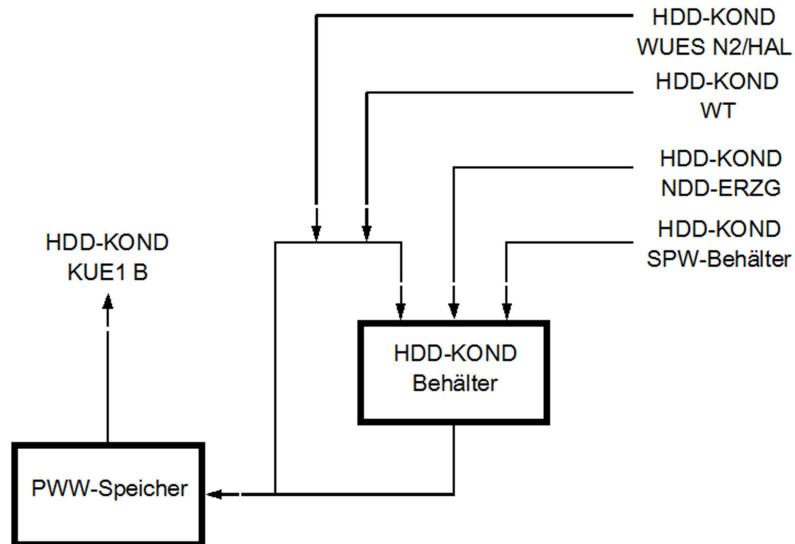 HDD-KOND
WUES N2/HAL
HDD-KOND
WT
HDD-KOND
NDD-ERZG
HDD-KOND
SPW-Behälter
HDD-KOND
KUE1 B
HDD-KOND
Behälter
PWW-Speicher